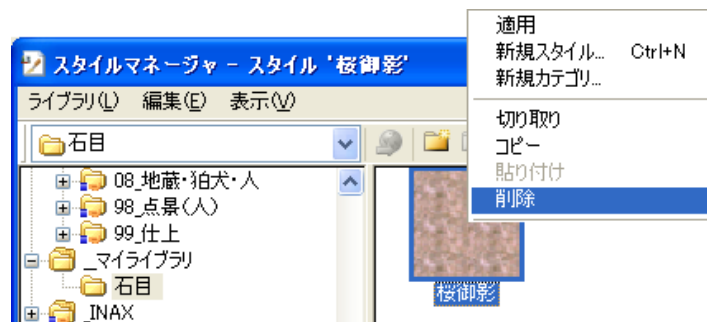 適用
新規スタイル... Ctrl+N
新規カテゴリ...
切り取り
コピー
貼り付け
削除
スタイルマネージャ - スタイル '桜御影'
ライブラリ(L) 編集(E) 表示(V)
石目
08_地蔵・狛犬・人
98_点景(人)
99_仕上
_マイライブラリ
石目
_INAX
桜御影